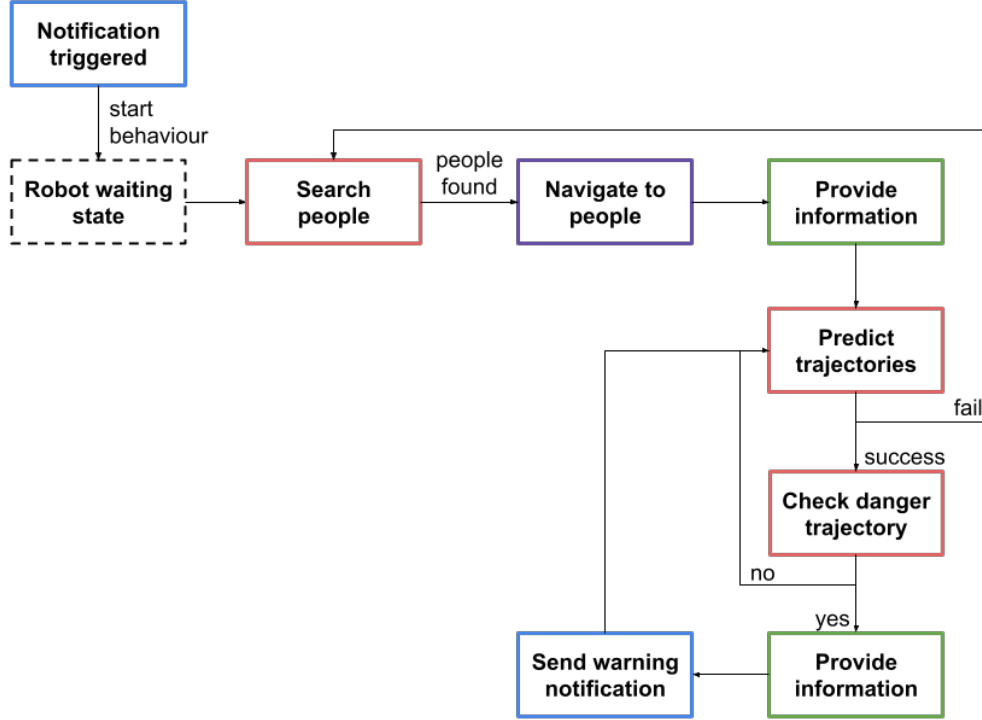 Notification
triggered
start
behaviour
Robot waiting
state
Search
people
people
found
Navigate to
people
Provide
information
Predict
trajectories
fail
success
Check danger
trajectory
no
yes
Send warning
notification
Provide
information